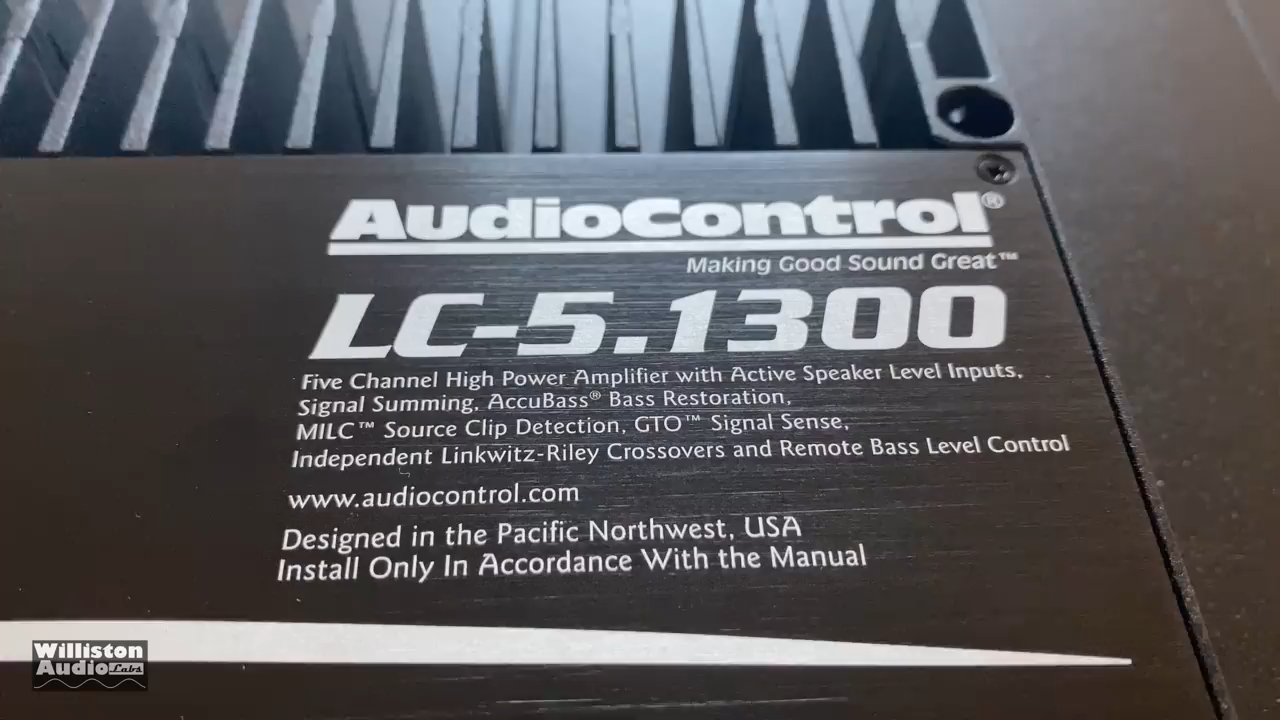 AudioControl®
Making Good Sound Great™
LC-5.1300
Five Channel High Power Amplifier with Active Speaker Level Inputs,
Signal Summing, AccuBass® Bass Restoration,
MILC™ Source Clip Detection, GTO™ Signal Sense,
Independent Linkwitz-Riley Crossovers and Remote Bass Level Control
www.audiocontrol.com
Designed in the Pacific Northwest, USA
Install Only In Accordance With the Manual
Williston
Audio Labs